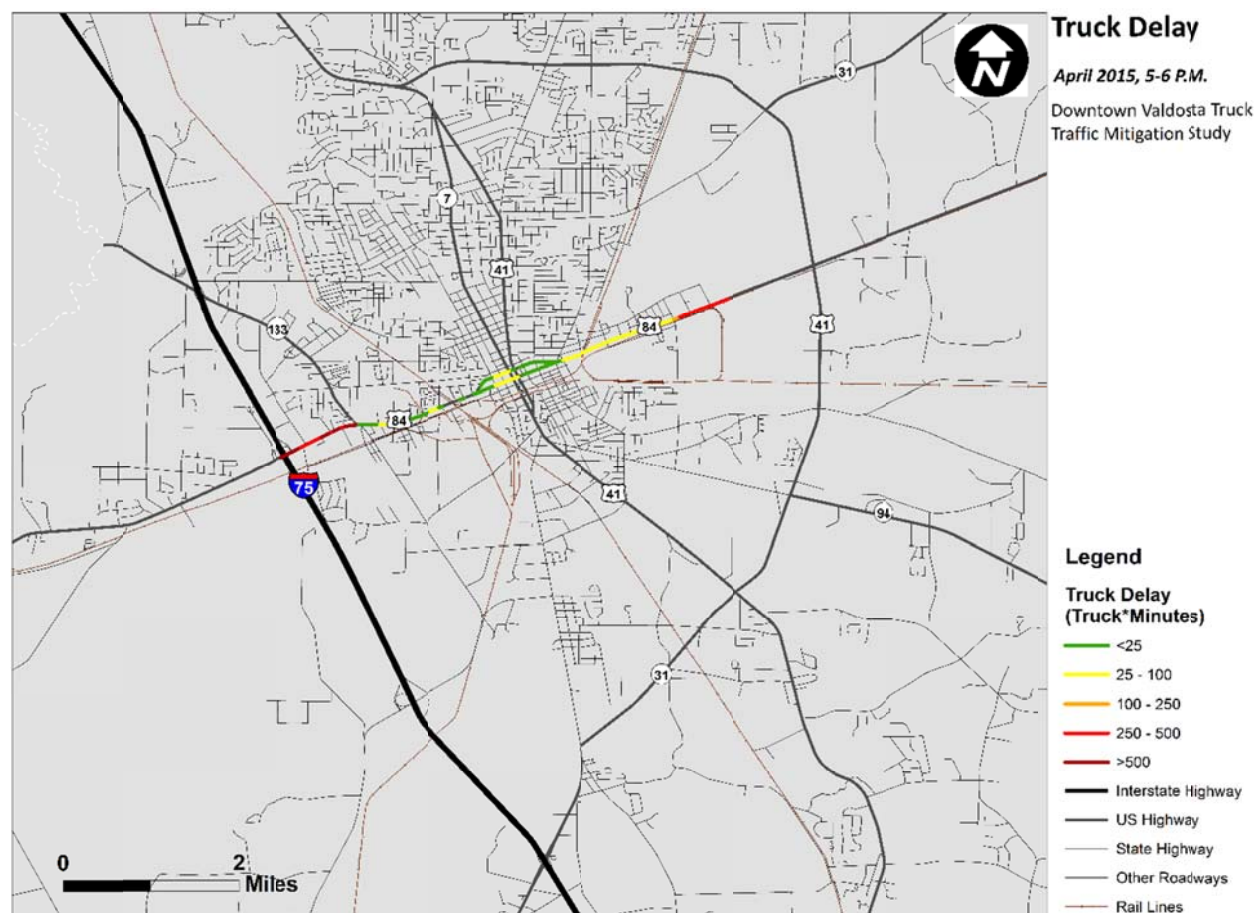 Truck Delay
April 2015, 5-6 P.M.
Downtown Valdosta Truck
Traffic Mitigation Study
N
31
7
41
133
84
41
84
75
41
94
31
0 2
Miles
Legend
Truck Delay
(Truck*Minutes)
<25
25 - 100
100 - 250
250 - 500
>500
Interstate Highway
US Highway
State Highway
Other Roadways
Rail Lines